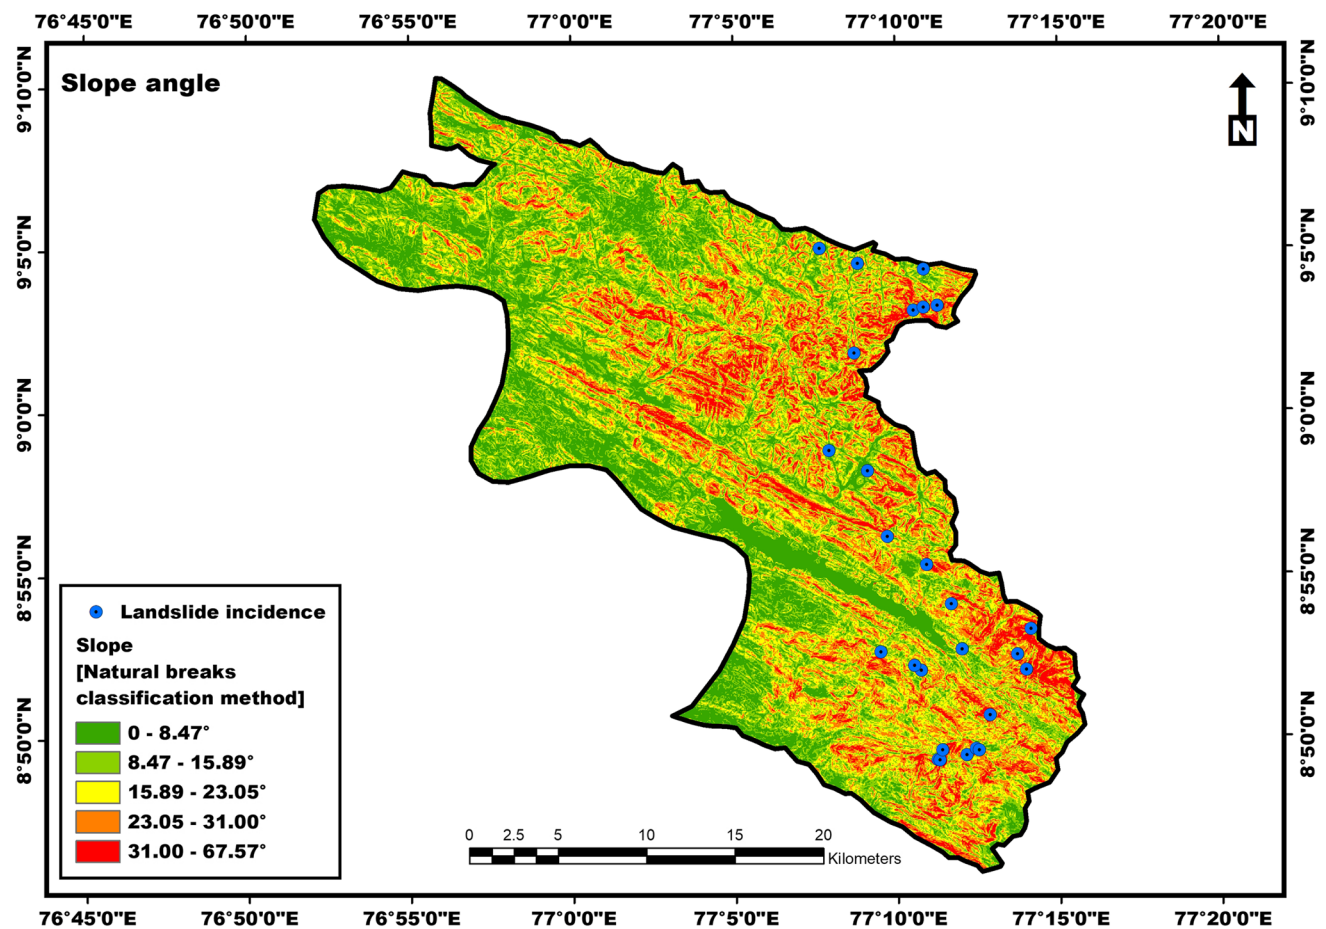 76°45'0"E 76°50'0"E 76°55'0"E 77°0'0"E 77°5'0"E 77°10'0"E 77°15'0"E 77°20'0"E
Slope angle
N
9°10'0"N
9°5'0"N
9°0'0"N
8°55'0"N
8°50'0"N
9°10'0"N
9°5'0"N
9°0'0"N
8°55'0"N
8°50'0"N
Landslide incidence
Slope
[Natural breaks
classification method]
0 - 8.47°
8.47 - 15.89°
15.89 - 23.05°
23.05 - 31.00°
31.00 - 67.57°
0 2.5 5 10 15 20
Kilometers
76°45'0"E 76°50'0"E 76°55'0"E 77°0'0"E 77°5'0"E 77°10'0"E 77°15'0"E 77°20'0"E